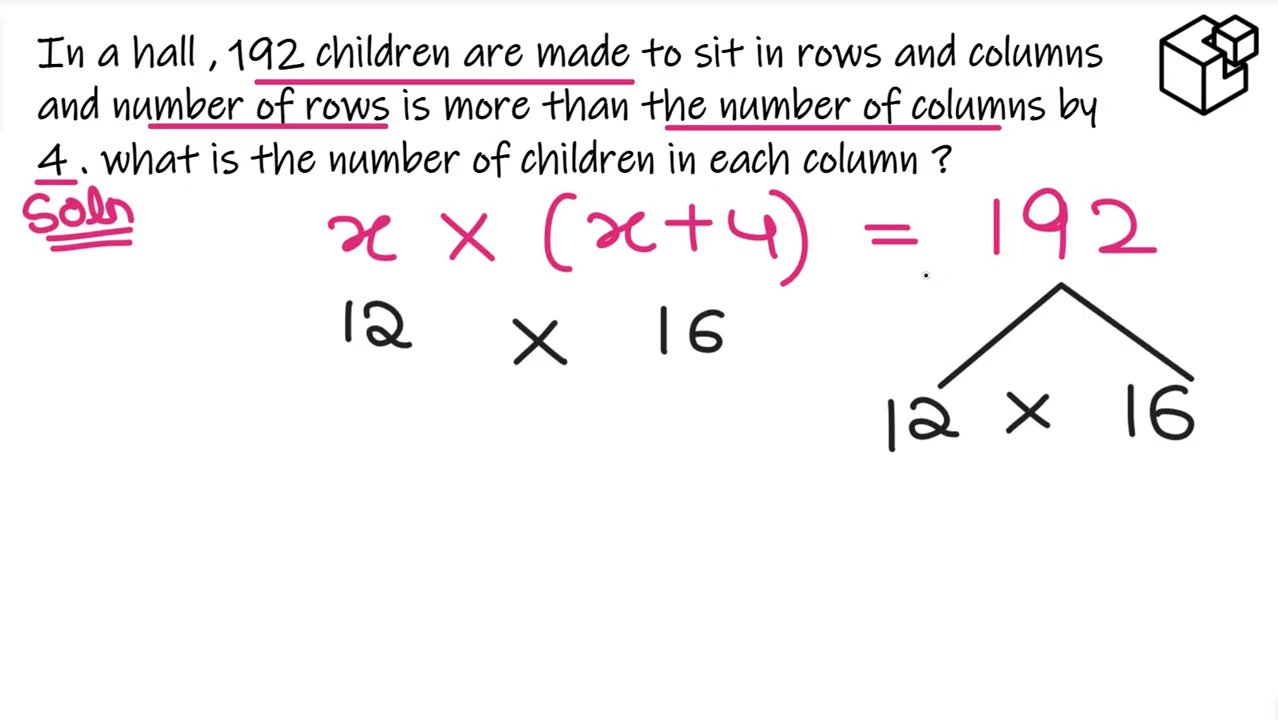 In a hall , 192 children are made to sit in rows and columns
and number of rows is more than the number of columns by
4 . what is the number of children in each column ?
Soln
x × (x+4) = 192
12 × 16
12 × 16